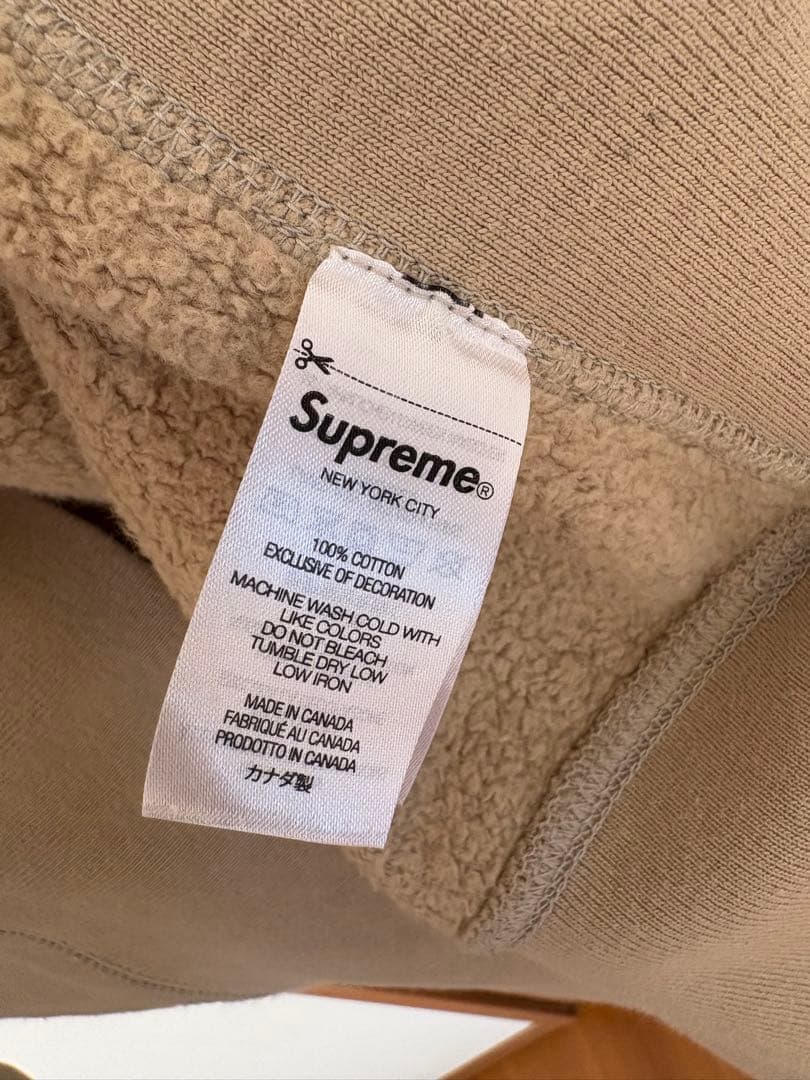 Supreme®
NEW YORK CITY
100% COTTON
EXCLUSIVE OF DECORATION
MACHINE WASH COLD WITH
LIKE COLORS
DO NOT BLEACH
TUMBLE DRY LOW
LOW IRON
MADE IN CANADA
FABRIQUÉ AU CANADA
PRODOTTO IN CANADA
カナダ製